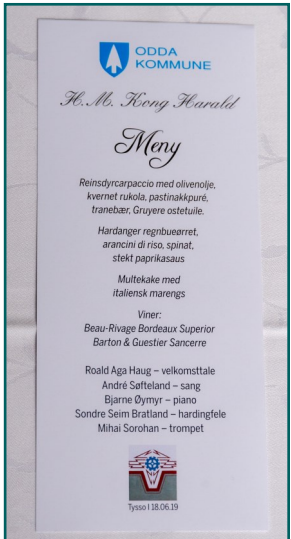 ODDA
KOMMUNE
H.M. Kong Harald
Meny
Reinsdyrcarpaccio med olivenolje,
kvernet rukola, pastinakkpuré,
tranebær, Gruyere ostetuile.
Hardanger regnbueørret,
arancini di riso, spinat,
stekt paprikasaus
Multekake med
italiensk marengs
Viner:
Beau-Rivage Bordeaux Superior
Barton & Guestier Sancerre
Roald Aga Haug – velkomsttale
André Søfteland – sang
Bjarne Øymyr – piano
Sondre Seim Bratland – hardingfele
Mihai Sorohan – trompet
Tysso I 18.06.19